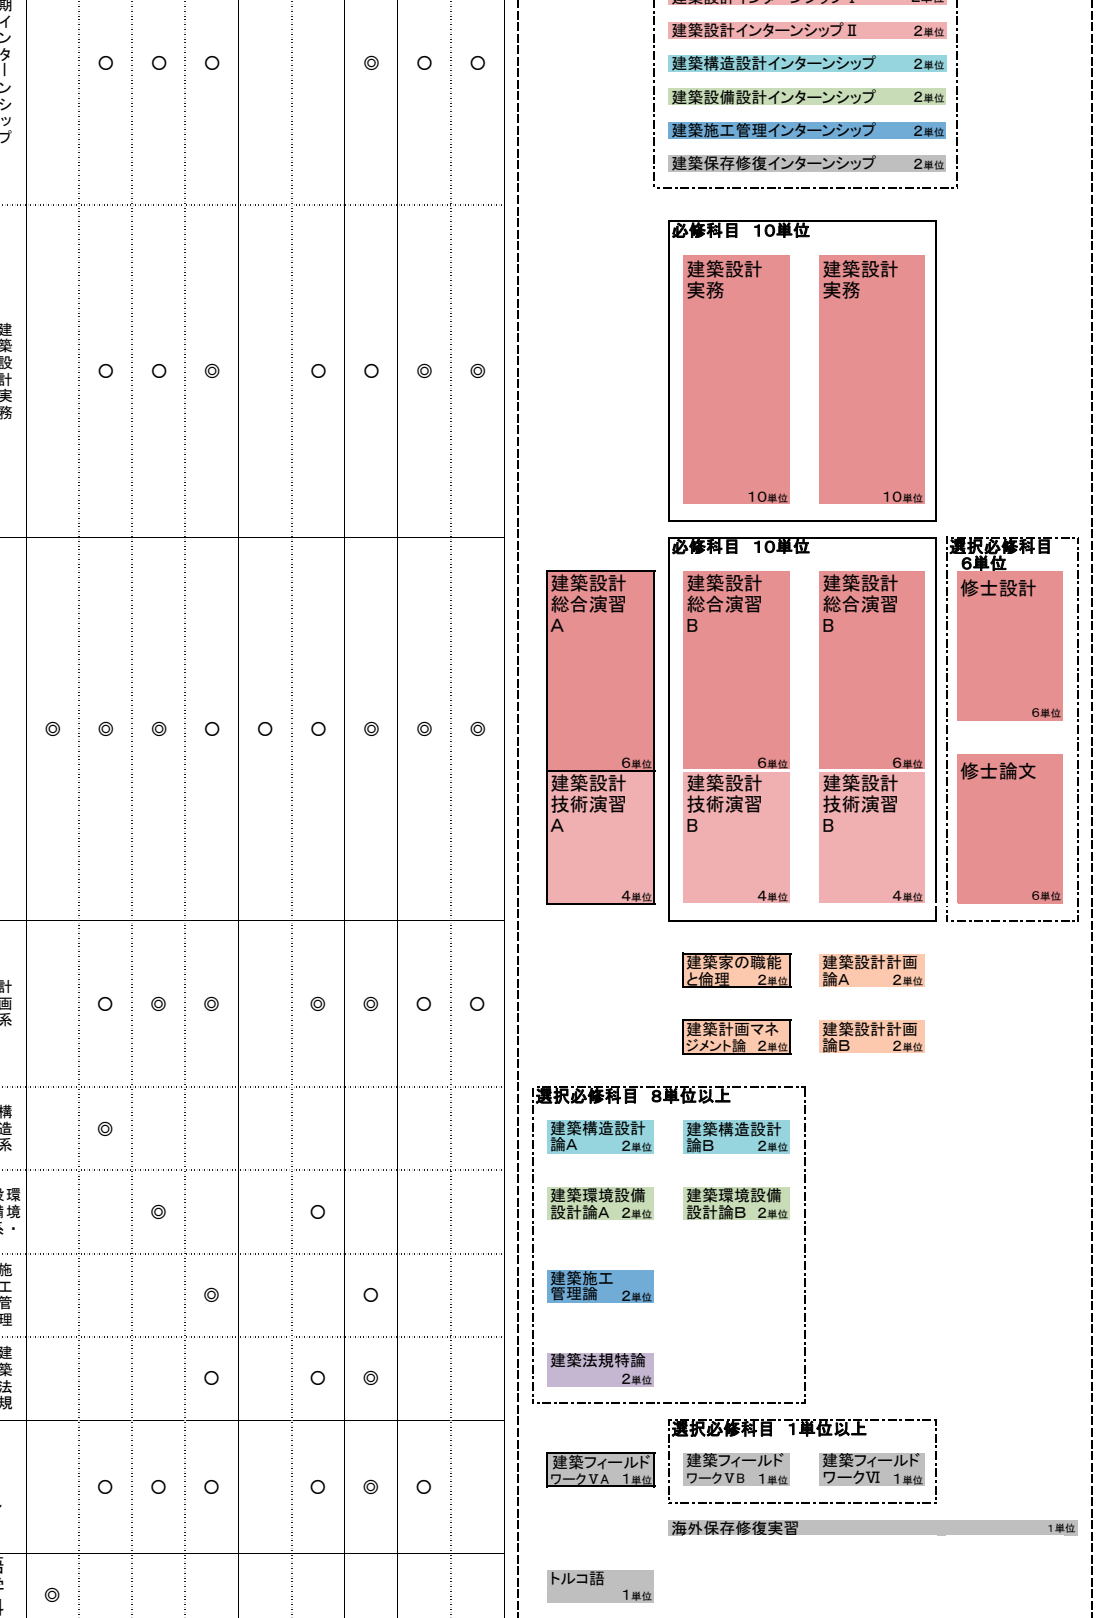 建築設計インターンシップⅠ 2単位
建築設計インターンシップⅡ 2単位
建築構造設計インターンシップ 2単位
建築設備設計インターンシップ 2単位
建築施工管理インターンシップ 2単位
建築保存修復インターンシップ 2単位
期インターンシップ
○ ○ ○ ◎ ○ ○
必修科目 10単位
建築設計 建築設計
実務 実務
10単位 10単位
建築設計実務
○ ○ ◎ ○ ○ ◎ ◎
必修科目 10単位
選択必修科目
6単位
建築設計 建築設計 建築設計 修士設計
総合演習 総合演習 総合演習
A B B
6単位
6単位 6単位 6単位
◎ ◎ ◎ ○ ○ ○ ◎ ◎ ◎
建築設計 建築設計 建築設計 修士論文
技術演習 技術演習 技術演習
A B B
4単位 4単位 4単位 6単位
計画系
○ ◎ ◎ ◎ ◎ ○ ○
建築家の職能 建築設計計画
と倫理 2単位 論A 2単位
建築計画マネ 建築設計計画
ジメント論 2単位 論B 2単位
選択必修科目 8単位以上
構造系
◎
建築構造設計 建築構造設計
論A 2単位 論B 2単位
環境・
◎ ○
建築環境設備 建築環境設備
設計論A 2単位 設計論B 2単位
施工管理
◎ ○
建築施工
管理論 2単位
建築法規
○ ○ ◎
建築法規特論
2単位
選択必修科目 1単位以上
○ ○ ○ ○ ◎ ○
建築フィールド 建築フィールド 建築フィールド
ワークⅤA 1単位 ワークⅤB 1単位 ワークⅥ 1単位
海外保存修復実習 1単位
◎
トルコ語
1単位